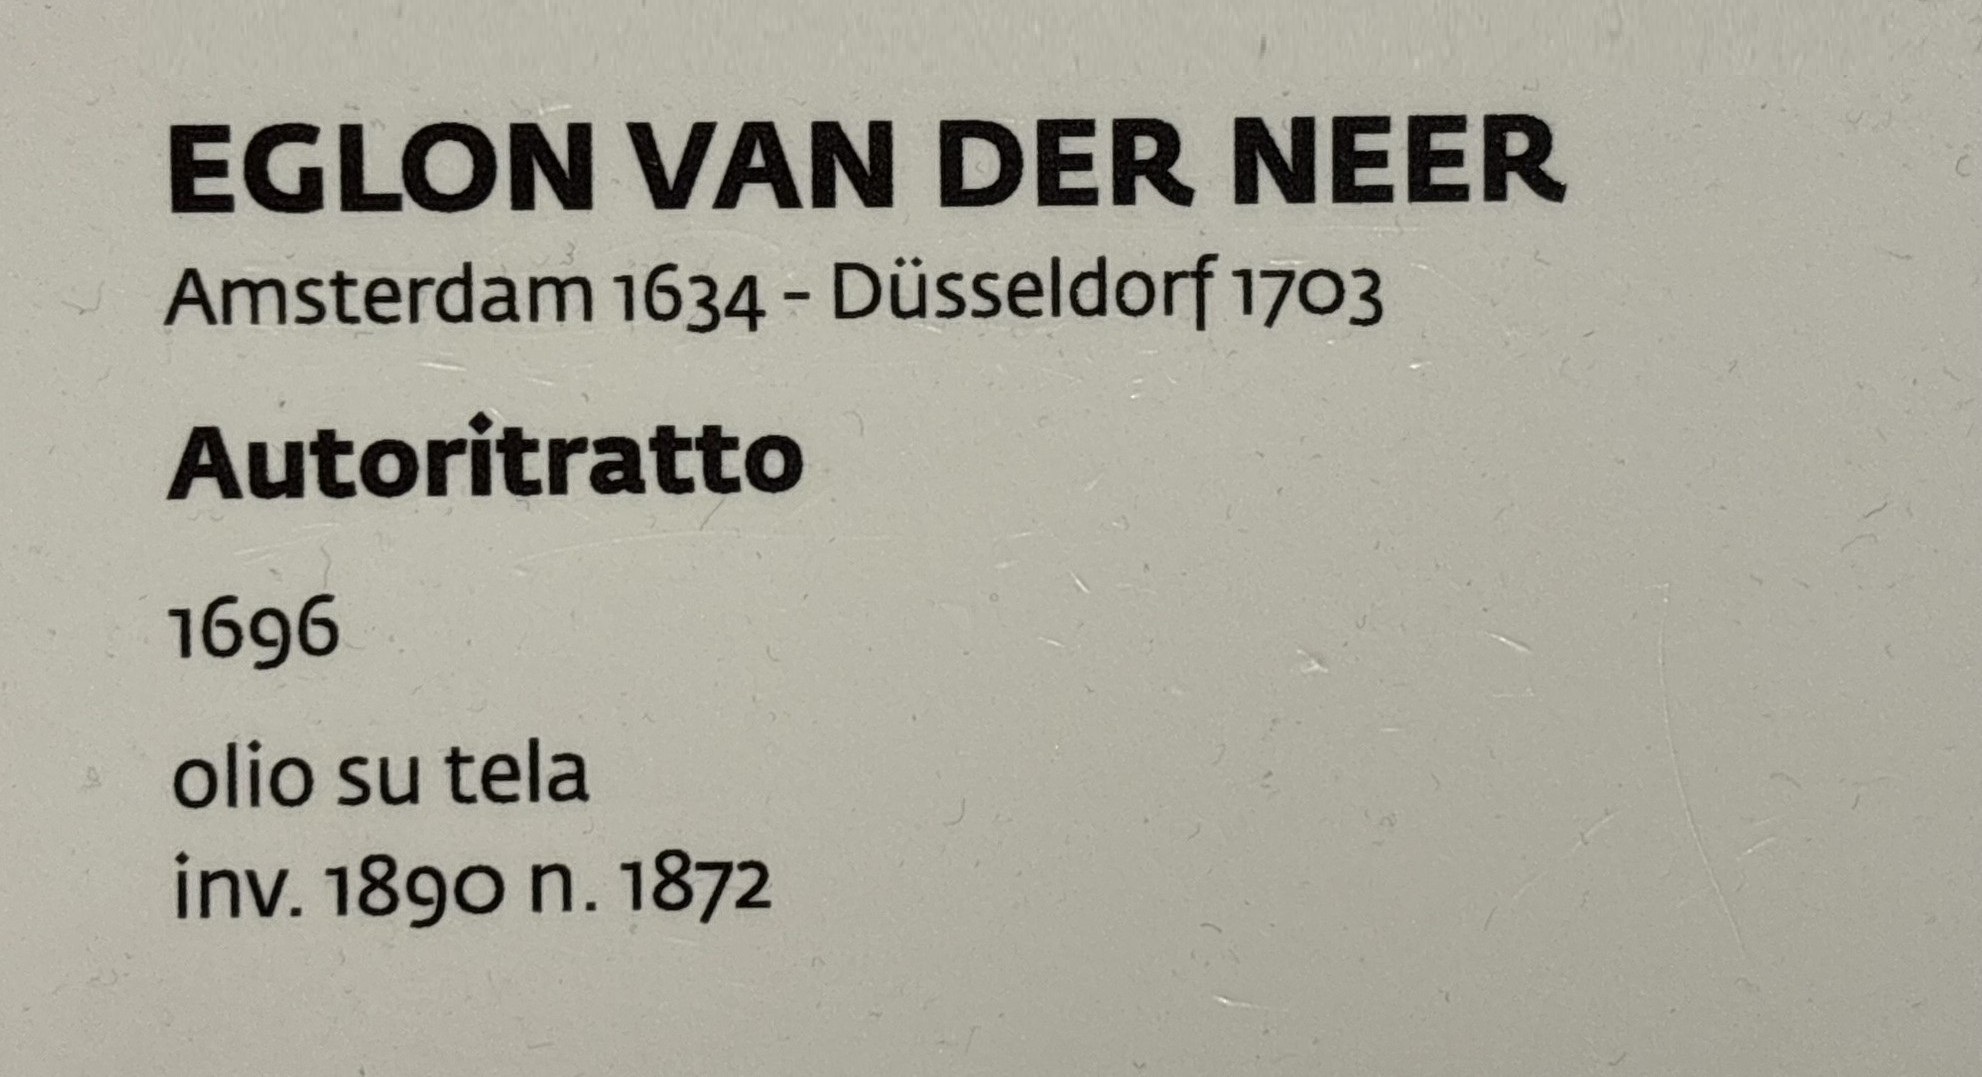 EGLON VAN DER NEER
Amsterdam 1634 - Düsseldorf 1703
Autoritratto
1696
olio su tela
inv. 1890 n. 1872